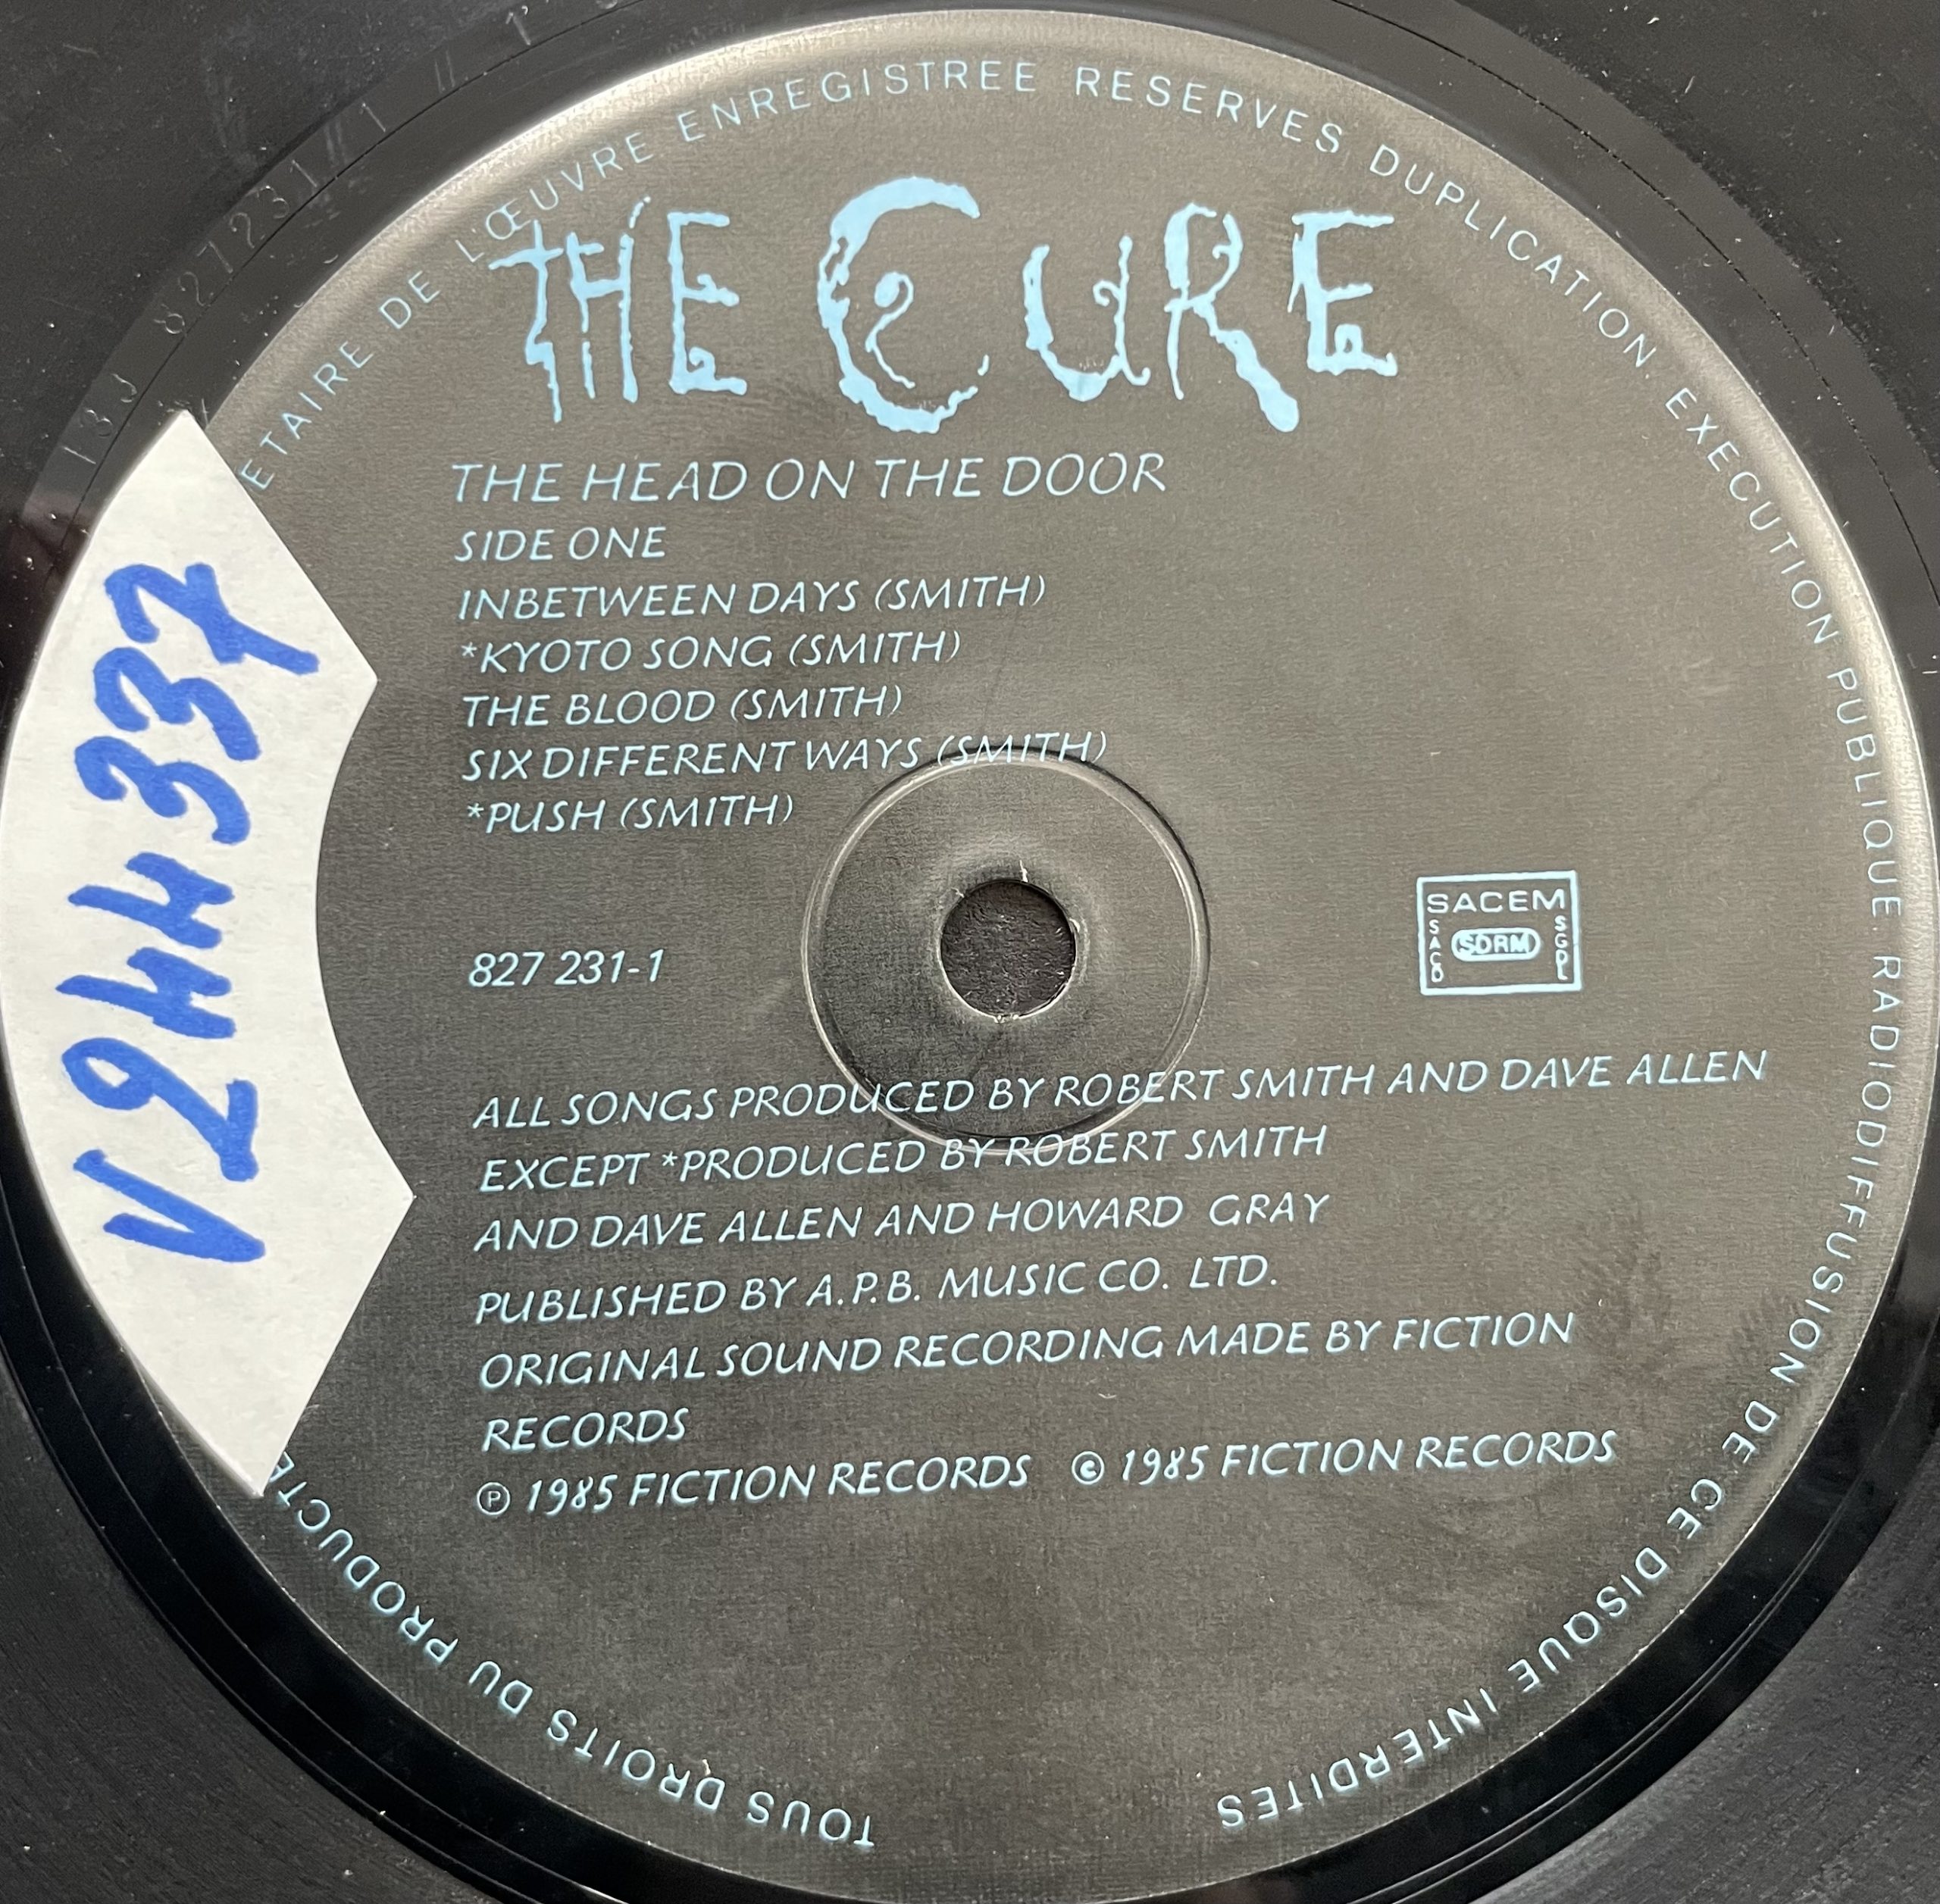 THE CURE
THE HEAD ON THE DOOR
SIDE ONE
INBETWEEN DAYS (SMITH)
*KYOTO SONG (SMITH)
THE BLOOD (SMITH)
SIX DIFFERENT WAYS (SMITH)
*PUSH (SMITH)
827 231-1
SACEM
SACD
SDRM
SGDL
ALL SONGS PRODUCED BY ROBERT SMITH AND DAVE ALLEN
EXCEPT *PRODUCED BY ROBERT SMITH
AND DAVE ALLEN AND HOWARD GRAY
PUBLISHED BY A.P.B. MUSIC CO. LTD.
ORIGINAL SOUND RECORDING MADE BY FICTION
RECORDS
Ⓟ 1985 FICTION RECORDS © 1985 FICTION RECORDS
TOUS DROITS DU PRODUCTE
ETAIRE DE L'ŒUVRE ENREGISTREE RESERVES DUPLICATION. EXECUTION PUBLIQUE. RADIODIFFUSION DE CE DISQUE INTERDITES
V244337